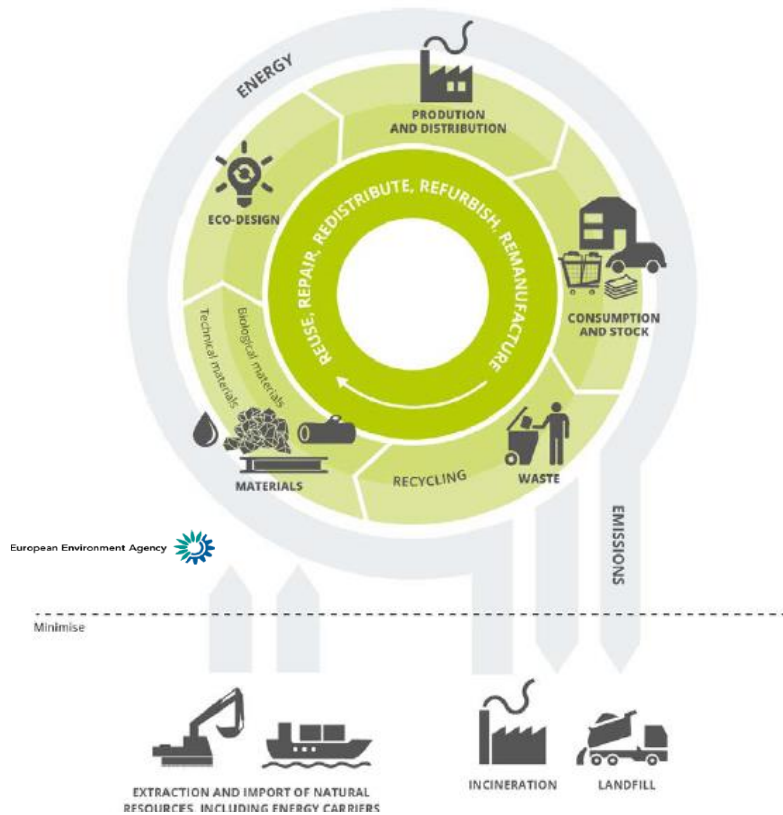 ENERGY
PRODUTION
AND DISTRIBUTION
ECO-DESIGN
REUSE, REPAIR, REDISTRIBUTE, REFURBISH, REMANUFACTURE
CONSUMPTION
AND STOCK
Technical materials
Biological materials
MATERIALS
RECYCLING
WASTE
EMISSIONS
European Environment Agency
Minimise
EXTRACTION AND IMPORT OF NATURAL
RESOURCES, INCLUDING ENERGY CARRIERS
INCINERATION
LANDFILL